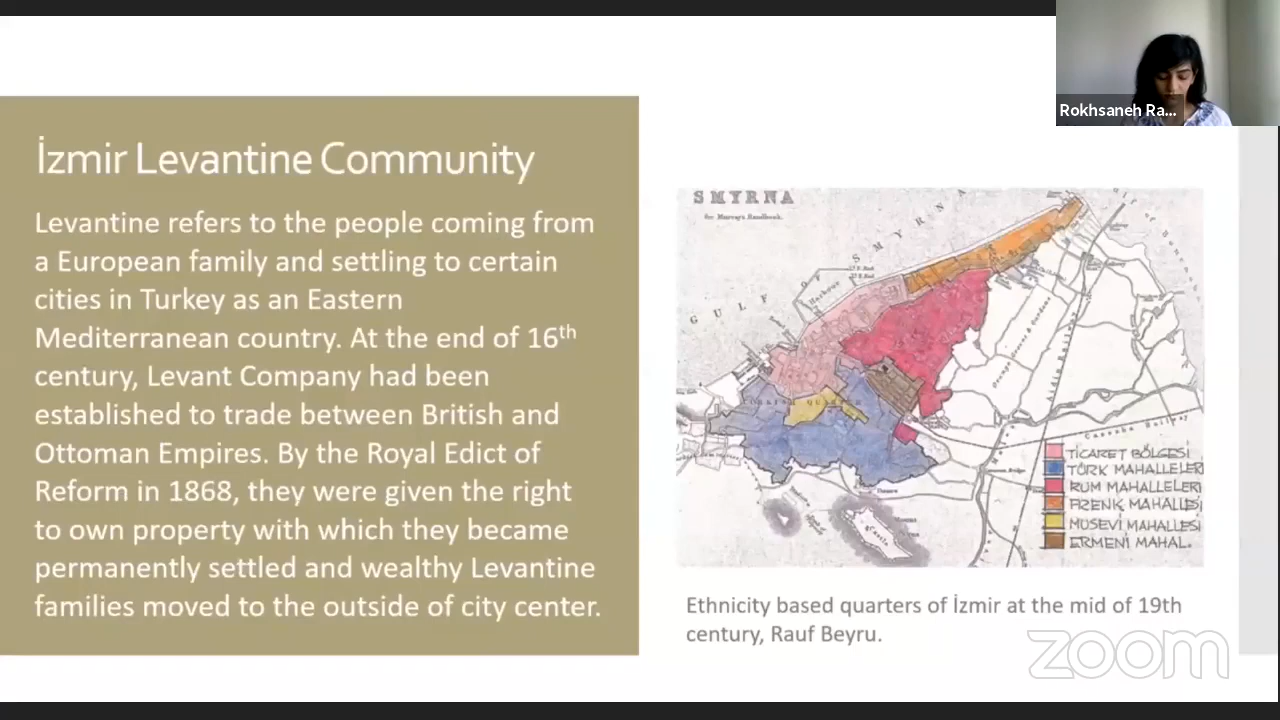 Rokhsaneh Ra...
İzmir Levantine Community
Levantine refers to the people coming from
a European family and settling to certain
cities in Turkey as an Eastern
Mediterranean country. At the end of 16th
century, Levant Company had been
established to trade between British and
Ottoman Empires. By the Royal Edict of
Reform in 1868, they were given the right
to own property with which they became
permanently settled and wealthy Levantine
families moved to the outside of city center.
SMYRNA
for Murray's Handbook.
GULF OF SMYRNA
Harbour
TURKISH QUARTER
Cassaba Railway
TİCARET BÖLGESİ
TÜRK MAHALLELERİ
RUM MAHALLELERİ
FRENK MAHALLESİ
MUSEVİ MAHALLESİ
ERMENİ MAHAL.
Ethnicity based quarters of İzmir at the mid of 19th
century, Rauf Beyru.
zoom